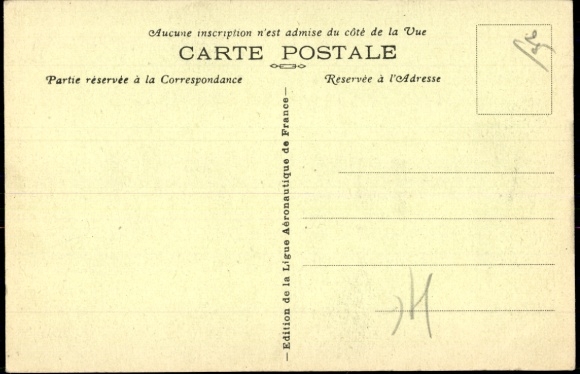 Aucune inscription n'est admise du côté de la Vue
CARTE POSTALE
Partie réservée à la Correspondance
Réservée à l'Adresse
—Edition de la Ligue Aéronautique de France—